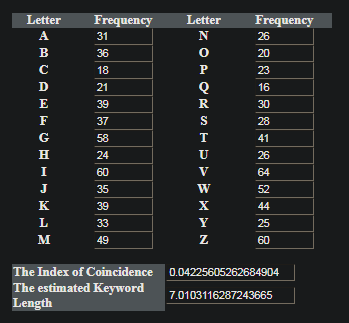 Letter Frequency Letter Frequency
A 31 N 26
B 36 O 20
C 18 P 23
D 21 Q 16
E 39 R 30
F 37 S 28
G 58 T 41
H 24 U 26
I 60 V 64
J 35 W 52
K 39 X 44
L 33 Y 25
M 49 Z 60
The Index of Coincidence 0.04225605262684904
The estimated Keyword
Length 7.0103116287243665